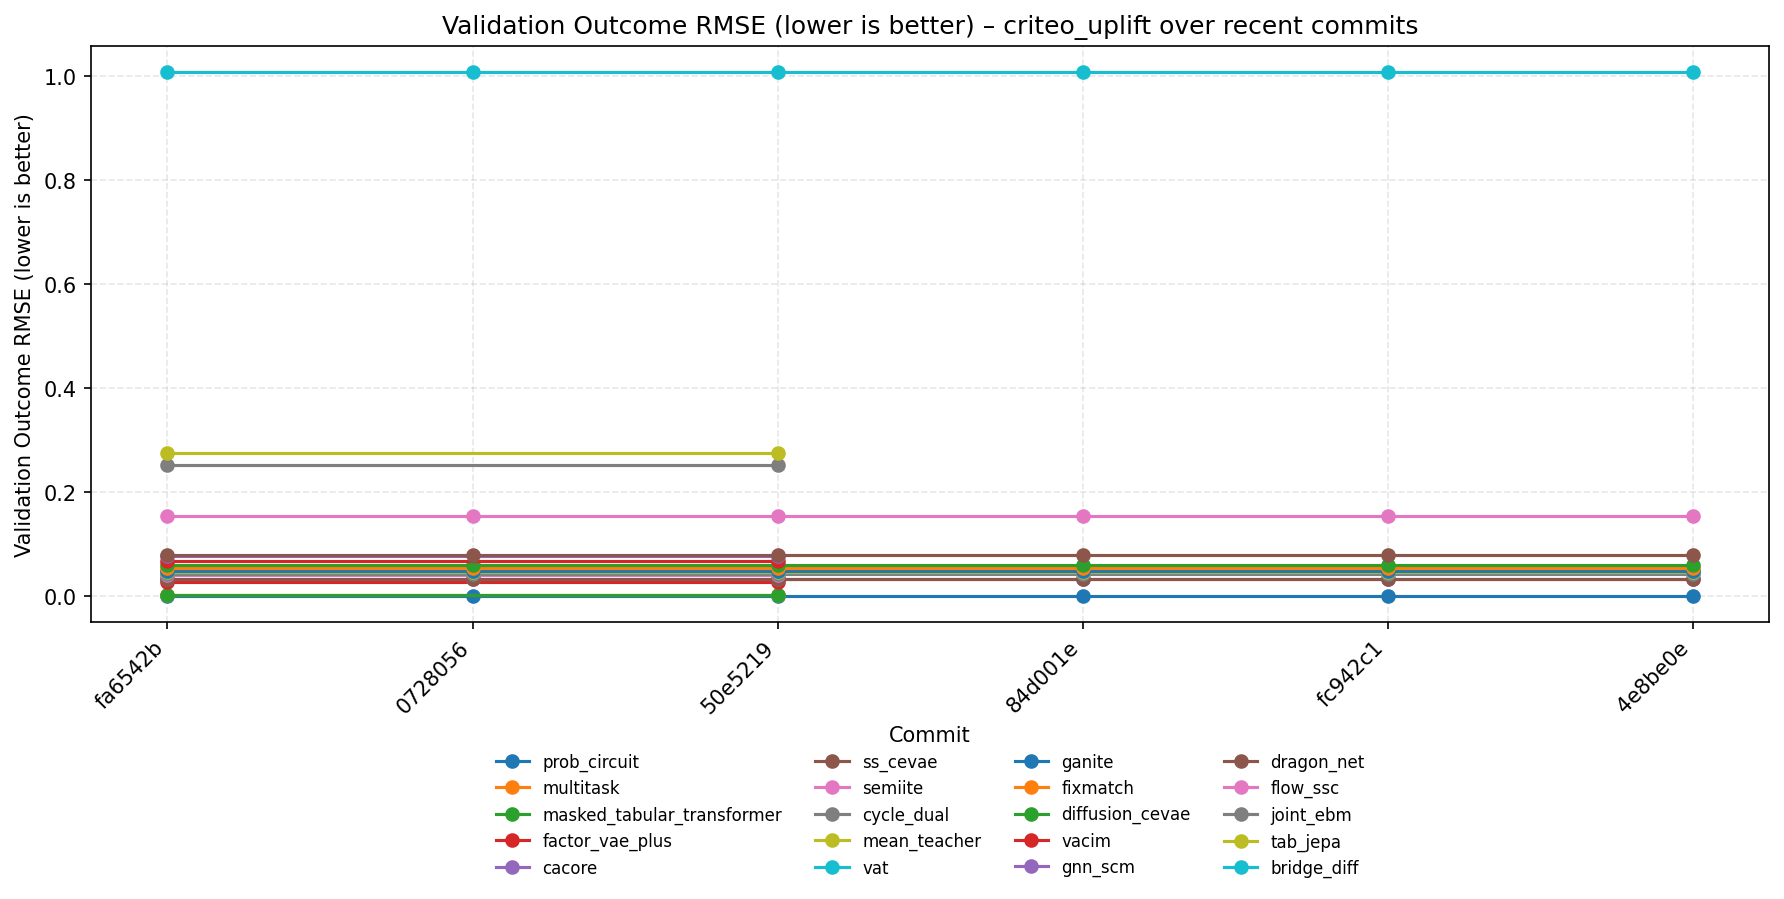 Validation Outcome RMSE (lower is better) – criteo_uplift over recent commits
Validation Outcome RMSE (lower is better)
1.0
0.8
0.6
0.4
0.2
0.0
fa6542b
0728056
50e5219
84d001e
fc942c1
4e8be0e
Commit
prob_circuit
multitask
masked_tabular_transformer
factor_vae_plus
cacore
ss_cevae
semiite
cycle_dual
mean_teacher
vat
ganite
fixmatch
diffusion_cevae
vacim
gnn_scm
dragon_net
flow_ssc
joint_ebm
tab_jepa
bridge_diff